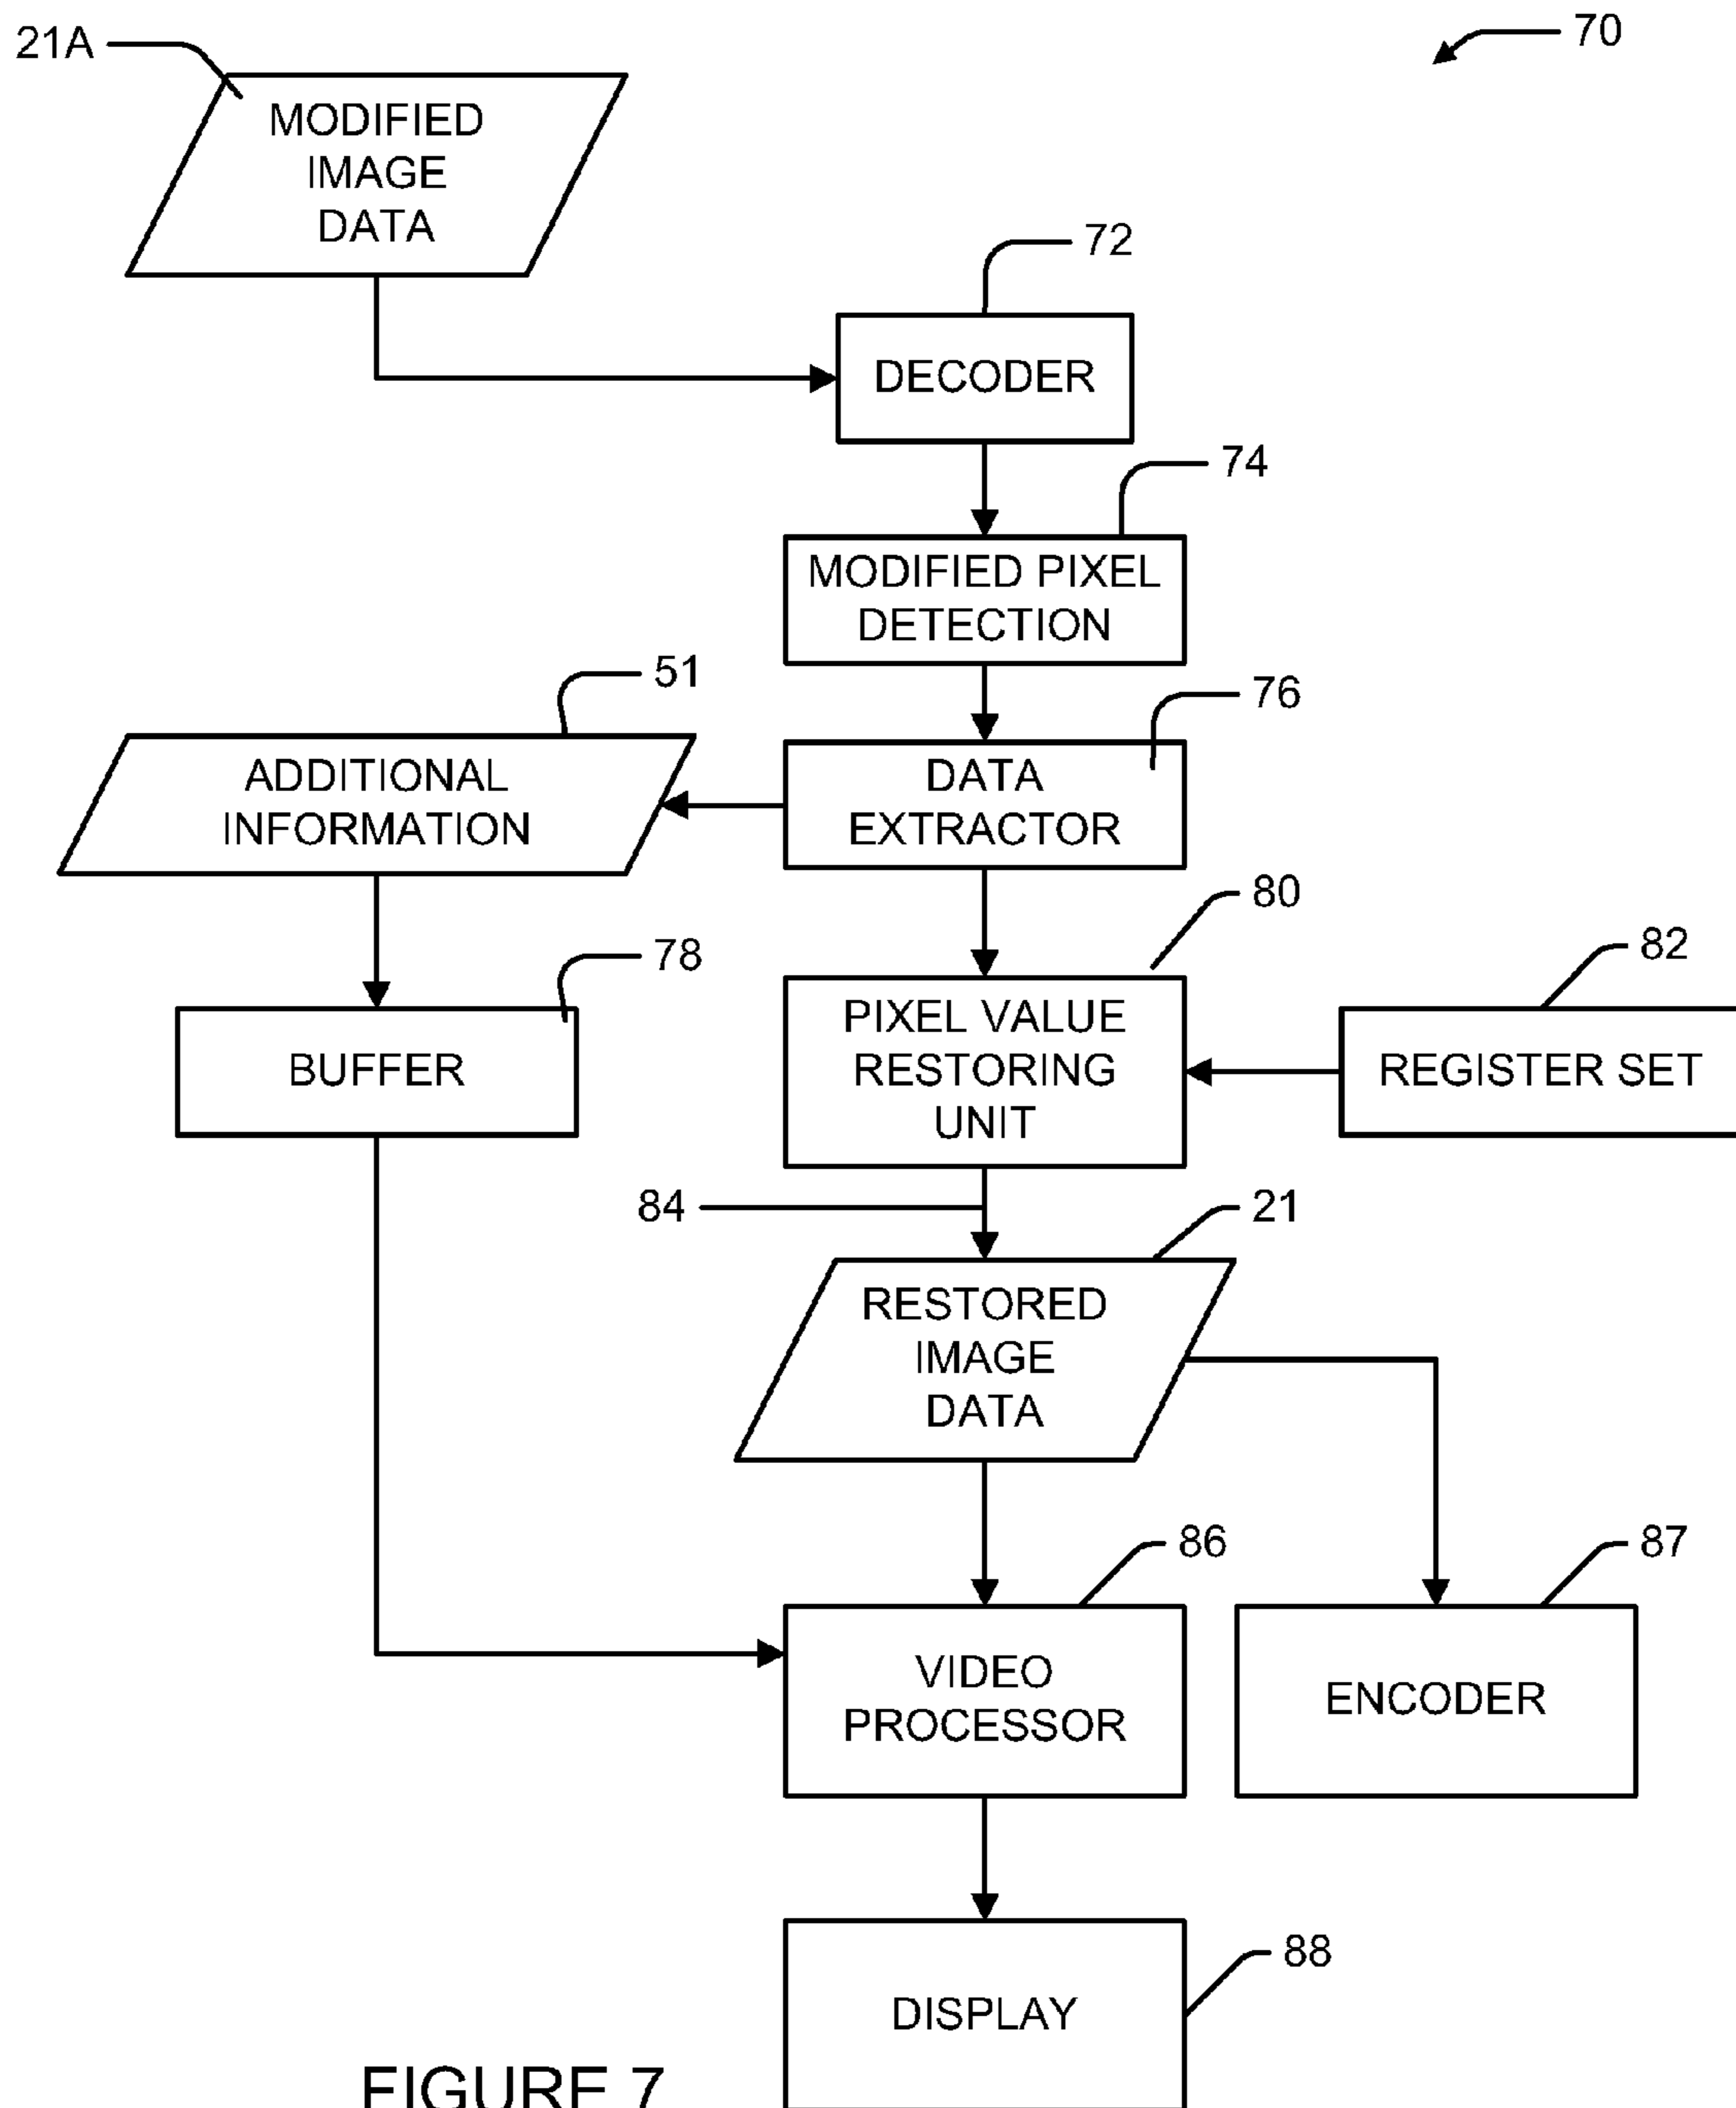 21A
70
MODIFIED
IMAGE
DATA
72
DECODER
74
MODIFIED PIXEL
DETECTION
51
76
ADDITIONAL
INFORMATION
DATA
EXTRACTOR
80
78
82
BUFFER
PIXEL VALUE
RESTORING
UNIT
REGISTER SET
84
21
RESTORED
IMAGE
DATA
86
87
VIDEO
PROCESSOR
ENCODER
88
DISPLAY
FIGURE 7